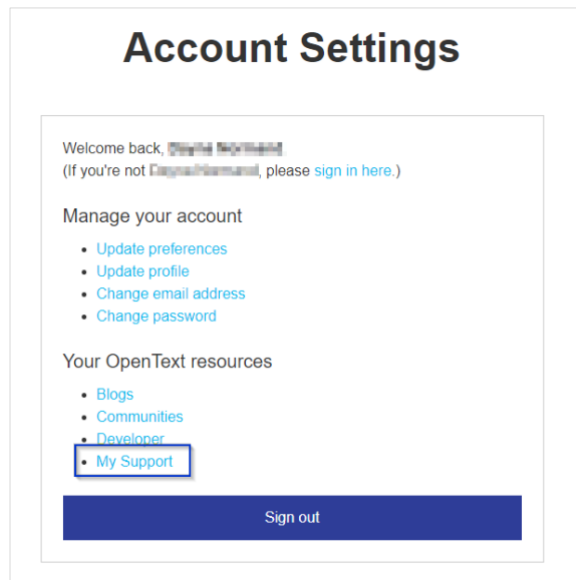 Account Settings
Welcome back,
(If you're not , please sign in here.)
Manage your account
Update preferences
Update profile
Change email address
Change password
Your OpenText resources
Blogs
Communities
Developer
My Support
Sign out